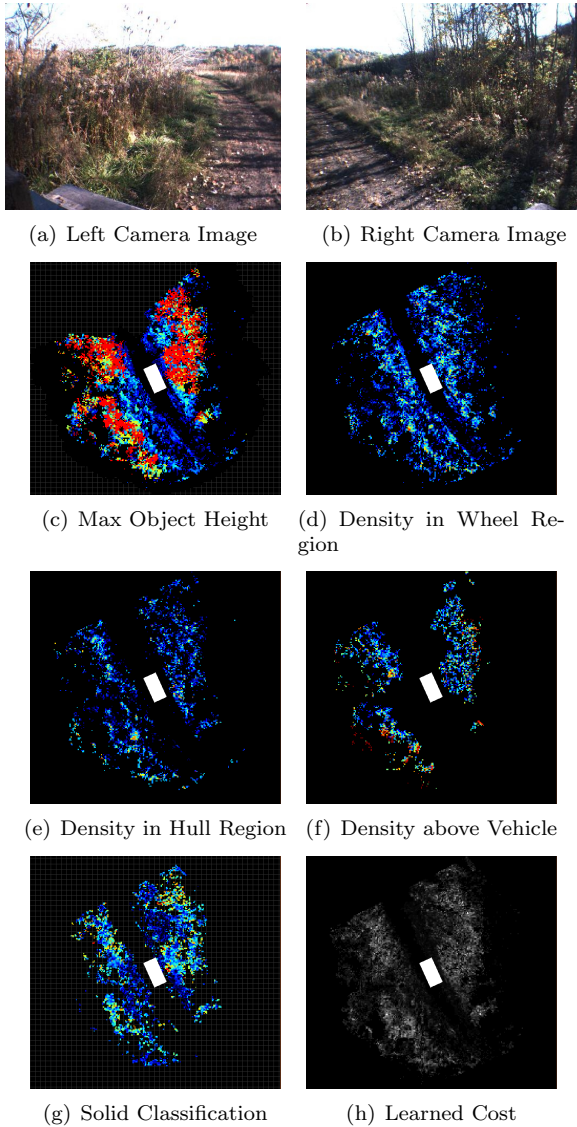 (a) Left Camera Image
(b) Right Camera Image
(c) Max Object Height
(d) Density in Wheel Re-
gion
(e) Density in Hull Region
(f) Density above Vehicle
(g) Solid Classification
(h) Learned Cost